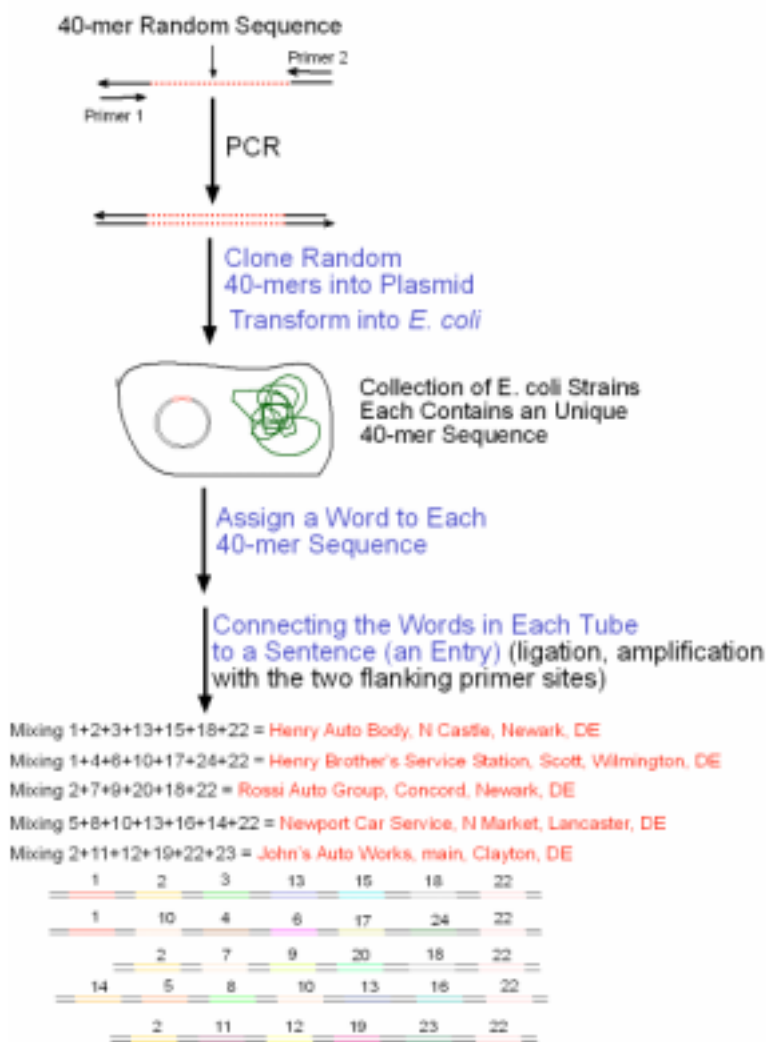 40-mer Random Sequence
Primer 2
Primer 1
PCR
Clone Random
40-mers into Plasmid
Transform into E. coli
Collection of E. coli Strains
Each Contains an Unique
40-mer Sequence
Assign a Word to Each
40-mer Sequence
Connecting the Words in Each Tube
to a Sentence (an Entry) (ligation, amplification
with the two flanking primer sites)
Mixing 1+2+3+13+15+18+22 = Henry Auto Body, N Castle, Newark, DE
Mixing 1+4+6+10+17+24+22 = Henry Brother's Service Station, Scott, Wilmington, DE
Mixing 2+7+9+20+18+22 = Rossi Auto Group, Concord, Newark, DE
Mixing 5+8+10+13+16+14+22 = Newport Car Service, N Market, Lancaster, DE
Mixing 2+11+12+19+22+23 = John's Auto Works, main, Clayton, DE
1 2 3 13 15 18 22
1 10 4 6 17 24 22
2 7 9 20 18 22
14 5 8 10 13 16 22
2 11 12 19 23 22